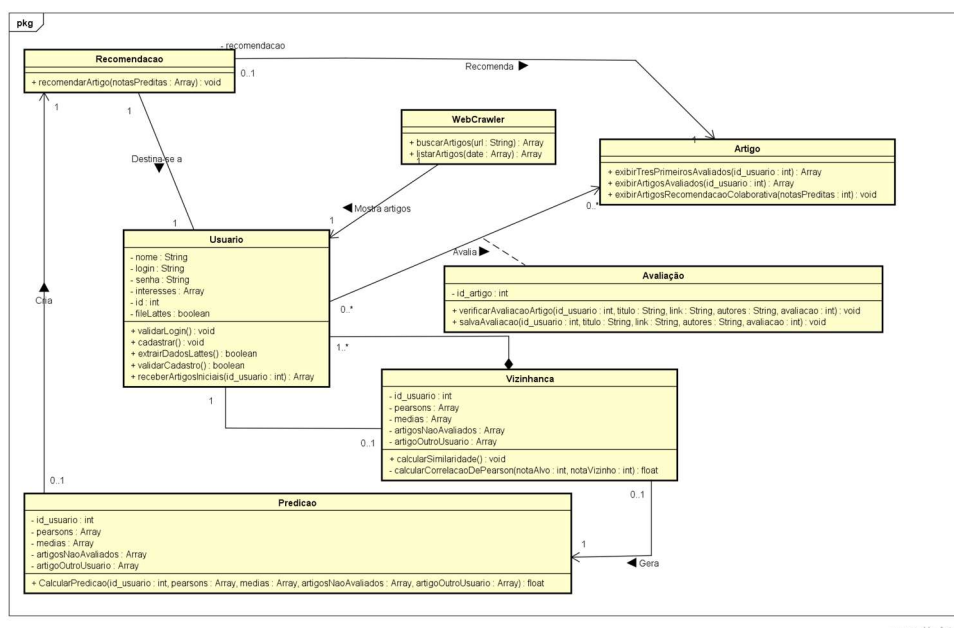 pkg
- recomendacao
Recomendacao
0..1
Recomenda
+ recomendarArtigo(notasPreditas : Array) : void
1
1
WebCrawler
+ buscarArtigos(url : String) : Array
+ listarArtigos(date : Array) : Array
1
1
Artigo
+ exibirTresPrimeirosAvaliados(id_usuario : int) : Array
+ exibirArtigosAvaliados(id_usuario : int) : Array
+ exibirArtigosRecomendacaoColaborativa(notasPreditas : int) : void
Destina-se a
Mostra artigos
0..*
1
1
Usuario
- nome : String
- login : String
- senha : String
- interesses : Array
- id : int
- fileLattes : boolean
+ validarLogin() : void
+ cadastrar() : void
+ extrairDadosLattes() : boolean
+ validarCadastro() : boolean
+ receberArtigosIniciais(id_usuario : int) : Array
Avalia
Avaliação
- id_artigo : int
+ verificarAvaliacaoArtigo(id_usuario : int, titulo : String, link : String, autores : String, avaliacao : int) : void
+ salvaAvaliacao(id_usuario : int, titulo : String, link : String, autores : String, avaliacao : int) : void
Cria
0..*
1..*
1
0..1
Vizinhanca
- id_usuario : int
- pearsons : Array
- medias : Array
- artigosNaoAvaliados : Array
- artigoOutroUsuario : Array
+ calcularSimilaridade() : void
- calcularCorrelacaoDePearson(notaAlvo : int, notaVizinho : int) : float
0..1
0..1
Predicao
- id_usuario : int
- pearsons : Array
- medias : Array
- artigosNaoAvaliados : Array
- artigoOutroUsuario : Array
+ CalcularPredicao(id_usuario : int, pearsons : Array, medias : Array, artigosNaoAvaliados : Array, artigoOutroUsuario : Array) : float
1
Gera